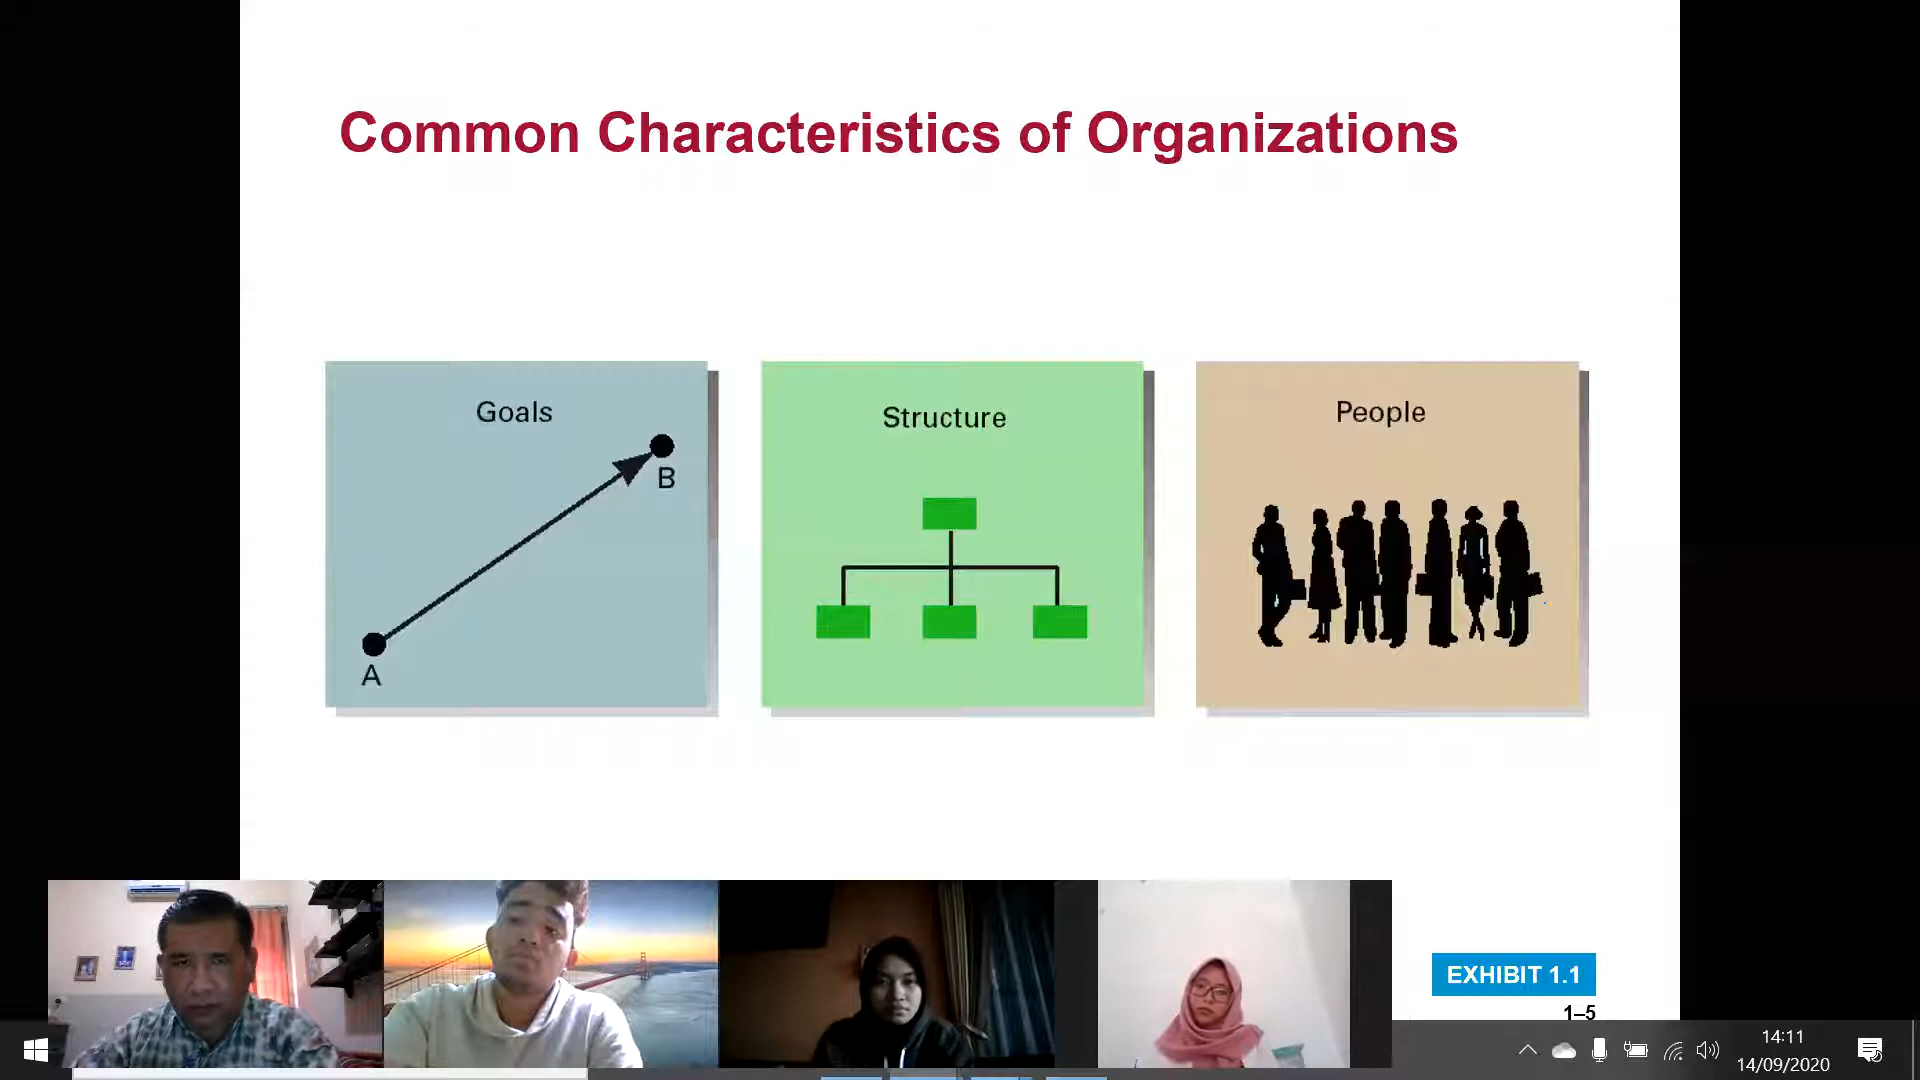 Common Characteristics of Organizations
Goals
B
A
Structure
People
EXHIBIT 1.1
1–5
14:11
14/09/2020